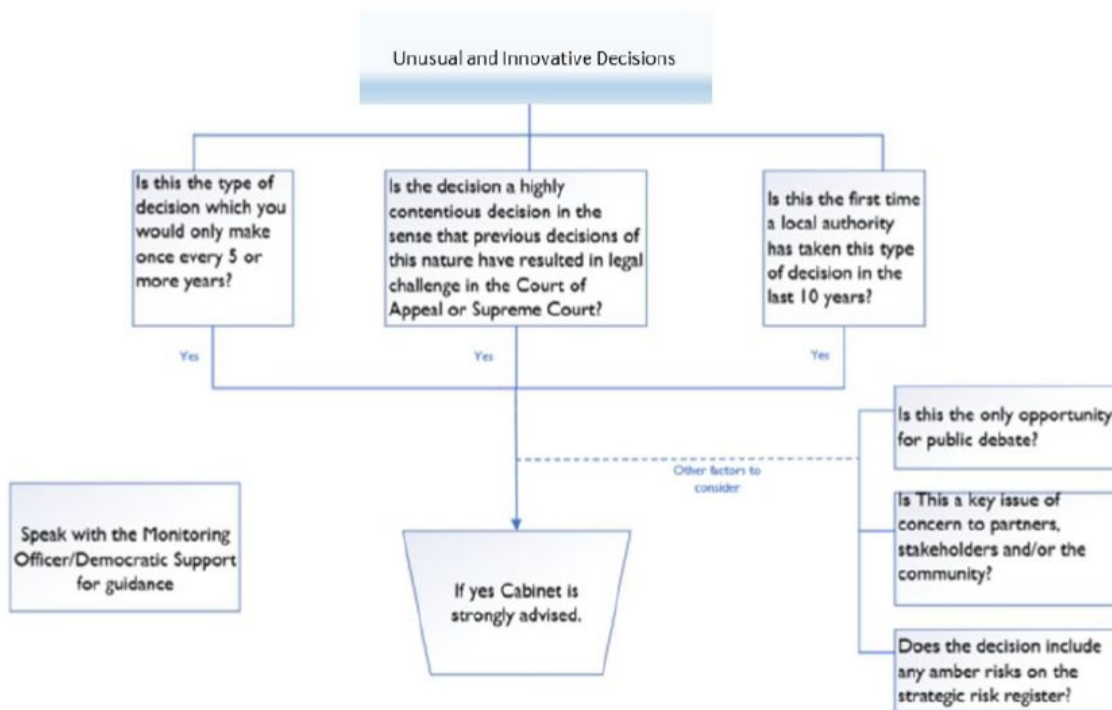 Unusual and Innovative Decisions
Is this the type of
decision which you
would only make
once every 5 or
more years?
Is the decision a highly
contentious decision in the
sense that previous decisions of
this nature have resulted in legal
challenge in the Court of
Appeal or Supreme Court?
Is this the first time
a local authority
has taken this type
of decision in the
last 10 years?
Yes
Yes
Yes
Other factors to
consider
Is this the only opportunity
for public debate?
Is This a key issue of
concern to partners,
stakeholders and/or the
community?
Does the decision include
any amber risks on the
strategic risk register?
Speak with the Monitoring
Officer/Democratic Support
for guidance
If yes Cabinet is
strongly advised.